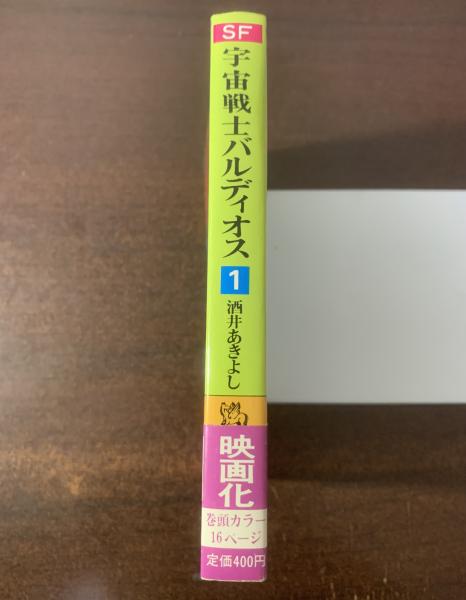 SF
宇宙戦士バルディオス
1
酒井あきよし
映画化
巻頭カラー
16ページ
定価400円